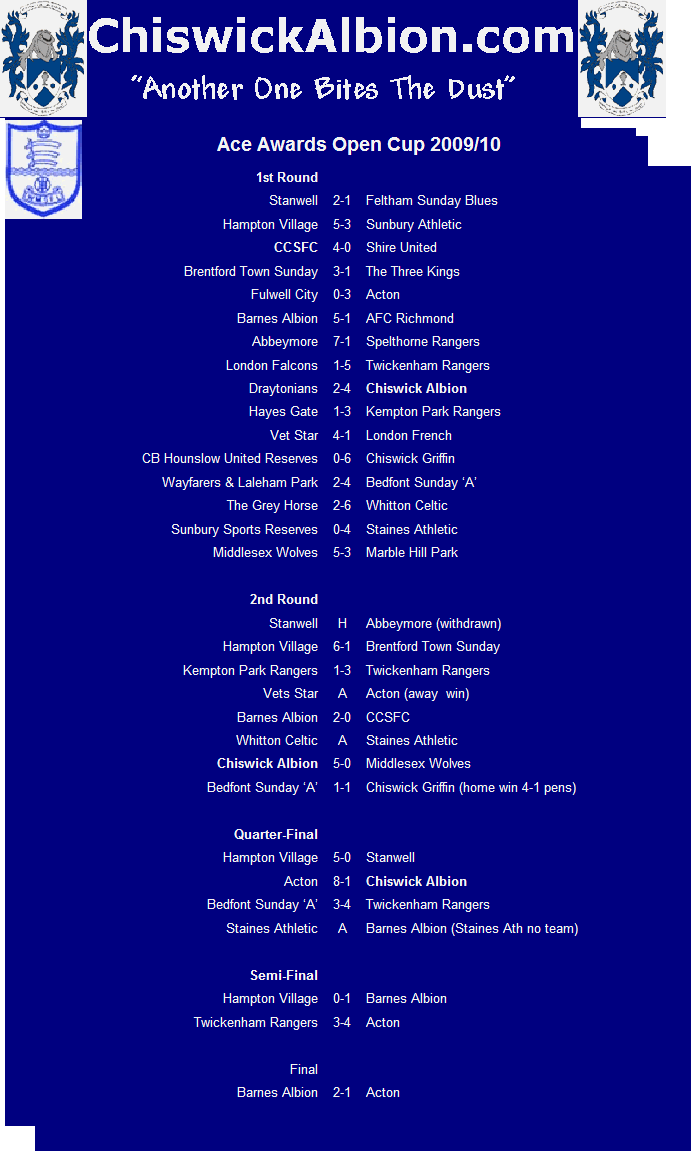 ChiswickAlbion.com
“Another One Bites The Dust”
Ace Awards Open Cup 2009/10
1st Round
Stanwell 2-1 Feltham Sunday Blues
Hampton Village 5-3 Sunbury Athletic
CCSFC 4-0 Shire United
Brentford Town Sunday 3-1 The Three Kings
Fulwell City 0-3 Acton
Barnes Albion 5-1 AFC Richmond
Abbeymore 7-1 Spelthorne Rangers
London Falcons 1-5 Twickenham Rangers
Draytonians 2-4 Chiswick Albion
Hayes Gate 1-3 Kempton Park Rangers
Vet Star 4-1 London French
CB Hounslow United Reserves 0-6 Chiswick Griffin
Wayfarers & Laleham Park 2-4 Bedfont Sunday ‘A’
The Grey Horse 2-6 Whitton Celtic
Sunbury Sports Reserves 0-4 Staines Athletic
Middlesex Wolves 5-3 Marble Hill Park
2nd Round
Stanwell H Abbeymore (withdrawn)
Hampton Village 6-1 Brentford Town Sunday
Kempton Park Rangers 1-3 Twickenham Rangers
Vets Star A Acton (away win)
Barnes Albion 2-0 CCSFC
Whitton Celtic A Staines Athletic
Chiswick Albion 5-0 Middlesex Wolves
Bedfont Sunday ‘A’ 1-1 Chiswick Griffin (home win 4-1 pens)
Quarter-Final
Hampton Village 5-0 Stanwell
Acton 8-1 Chiswick Albion
Bedfont Sunday ‘A’ 3-4 Twickenham Rangers
Staines Athletic A Barnes Albion (Staines Ath no team)
Semi-Final
Hampton Village 0-1 Barnes Albion
Twickenham Rangers 3-4 Acton
Final
Barnes Albion 2-1 Acton